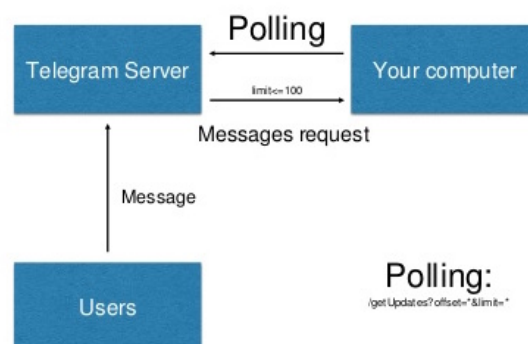 Polling
Telegram Server
Your computer
limit<=100
Messages request
Message
Users
Polling:
/getUpdates?offset=*&limit=*